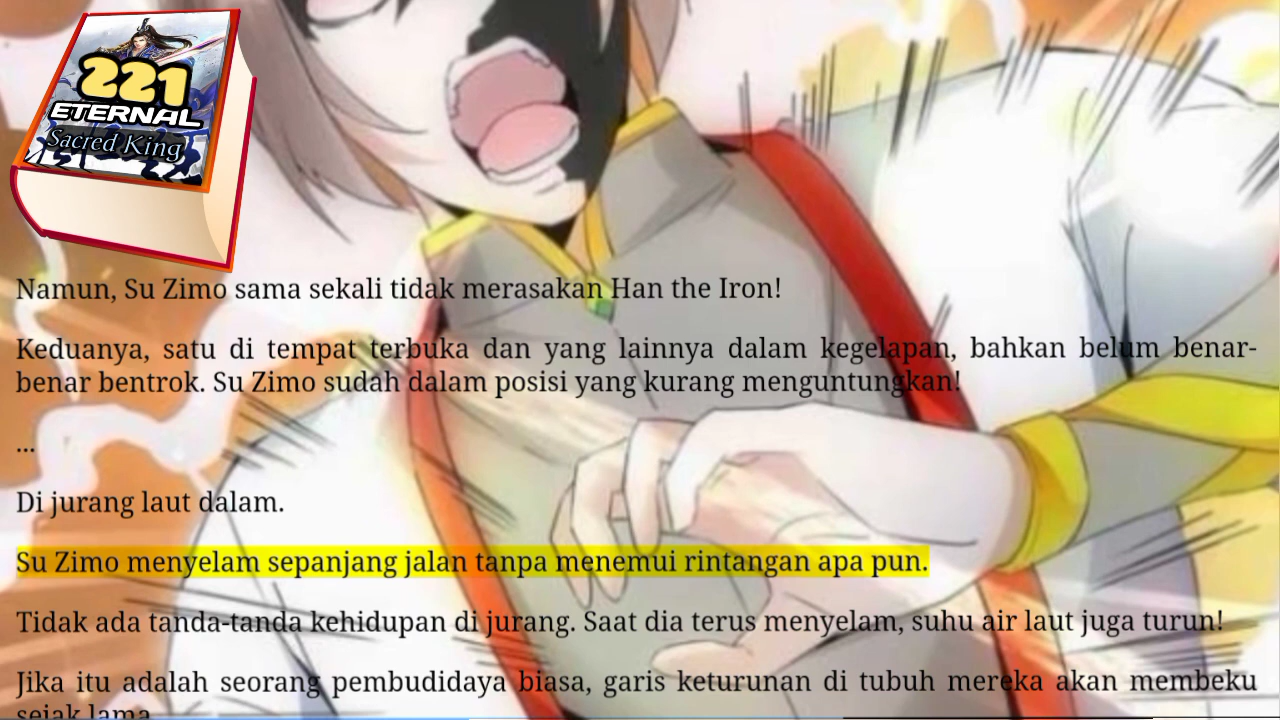 221
ETERNAL
Sacred King
Namun, Su Zimo sama sekali tidak merasakan Han the Iron!
Keduanya, satu di tempat terbuka dan yang lainnya dalam kegelapan, bahkan belum benar-
benar bentrok. Su Zimo sudah dalam posisi yang kurang menguntungkan!
...
Di jurang laut dalam.
Su Zimo menyelam sepanjang jalan tanpa menemui rintangan apa pun.
Tidak ada tanda-tanda kehidupan di jurang. Saat dia terus menyelam, suhu air laut juga turun!
Jika itu adalah seorang pembudidaya biasa, garis keturunan di tubuh mereka akan membeku
sejak lama